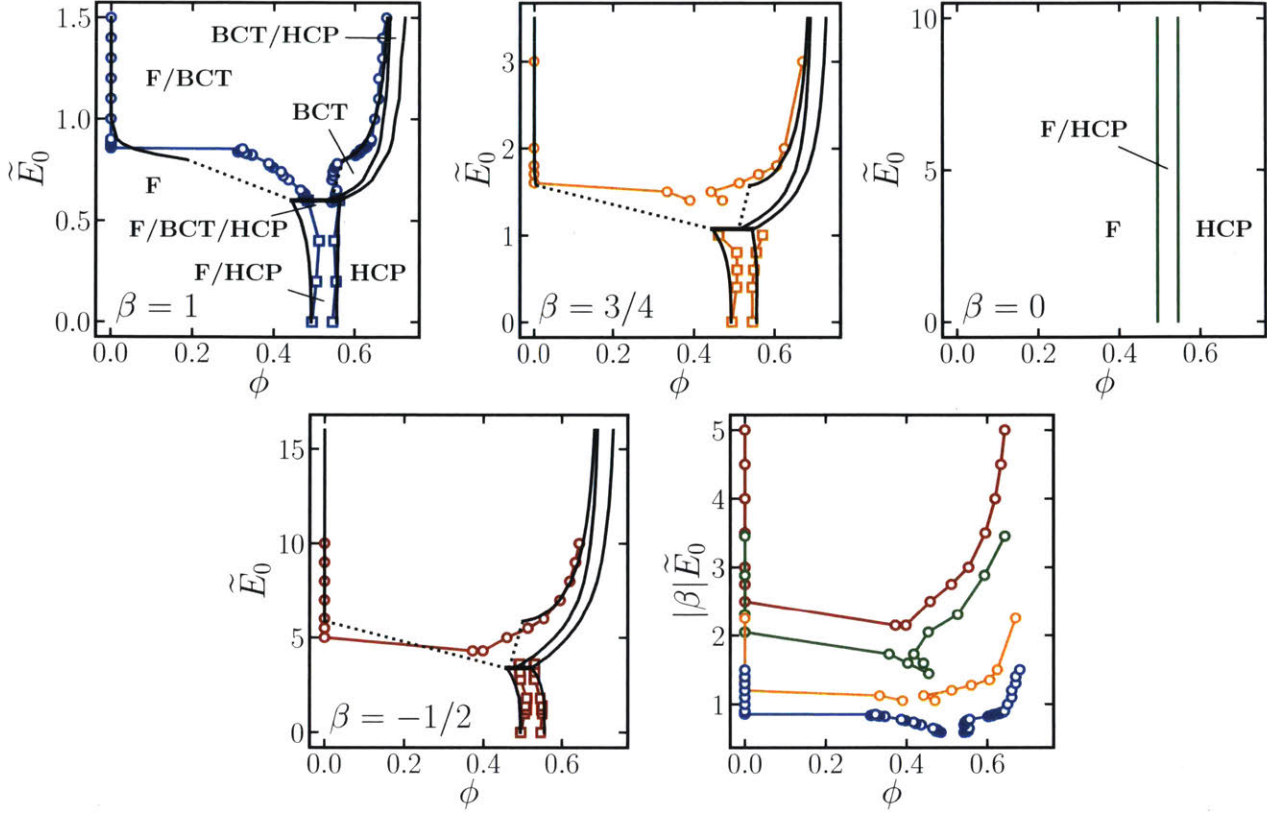 1.5
1.0
0.5
0.0
Ẽ₀
BCT/HCP
F/BCT
BCT
F
F/BCT/HCP
F/HCP
HCP
β = 1
0.0 0.2 0.4 0.6
ϕ
3
2
1
0
Ẽ₀
β = 3/4
0.0 0.2 0.4 0.6
ϕ
10
5
0
Ẽ₀
F/HCP
F
HCP
β = 0
0.0 0.2 0.4 0.6
ϕ
15
10
5
0
Ẽ₀
β = −1/2
0.0 0.2 0.4 0.6
ϕ
5
4
3
2
1
|β|Ẽ₀
0.0 0.2 0.4 0.6
ϕ